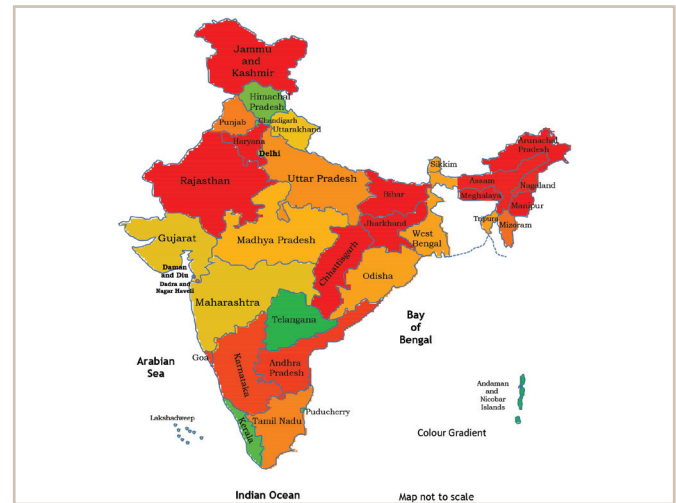 Jammu
and
Kashmir
Himachal
Pradesh
Chandigarh
Punjab
Uttarakhand
Haryana
Delhi
Rajasthan
Uttar Pradesh
Sikkim
Arunachal
Pradesh
Assam
Nagaland
Meghalaya
Manipur
Bihar
Tripura
Mizoram
Jharkhand
West
Bengal
Gujarat
Madhya Pradesh
Chhattisgarh
Daman
and Diu
Dadra and
Nagar Haveli
Odisha
Maharashtra
Telangana
Bay
of
Bengal
Arabian
Sea
Goa
Karnataka
Andhra
Pradesh
Andaman
and
Nicobar
Islands
Lakshadweep
Kerala
Tamil Nadu
Puducherry
Colour Gradient
Indian Ocean
Map not to scale